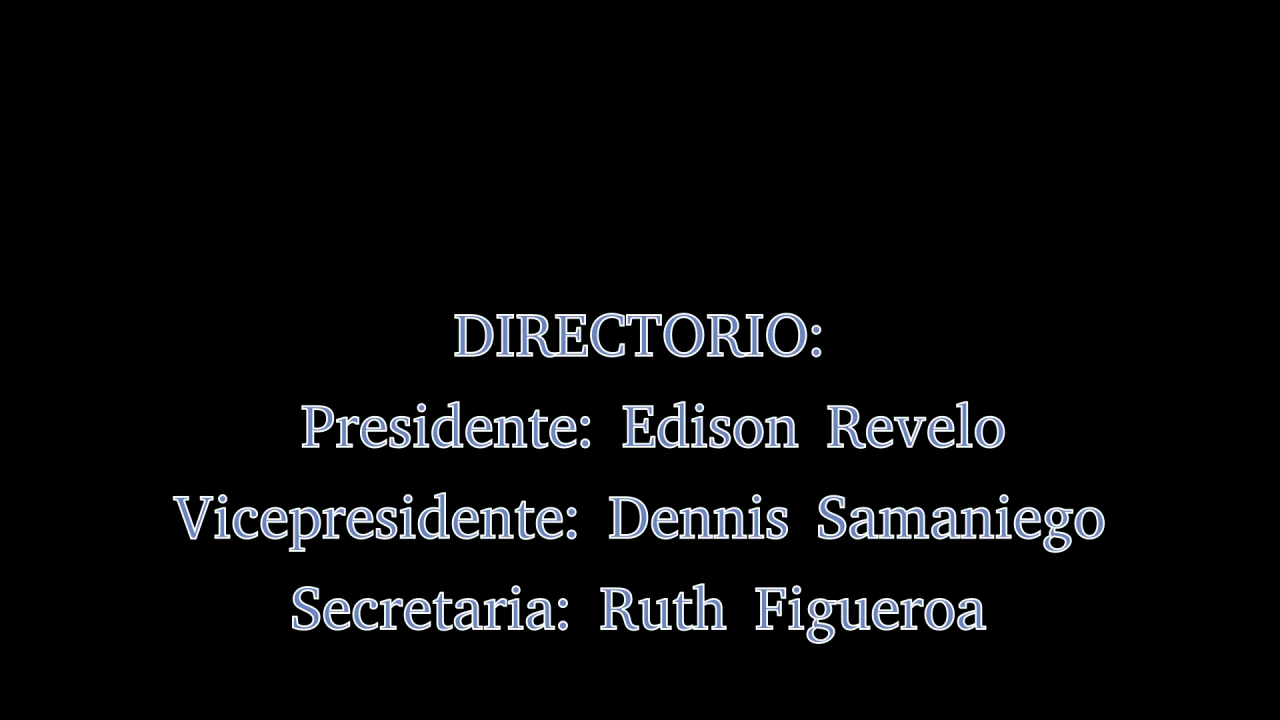 DIRECTORIO:
Presidente: Edison Revelo
Vicepresidente: Dennis Samaniego
Secretaria: Ruth Figueroa